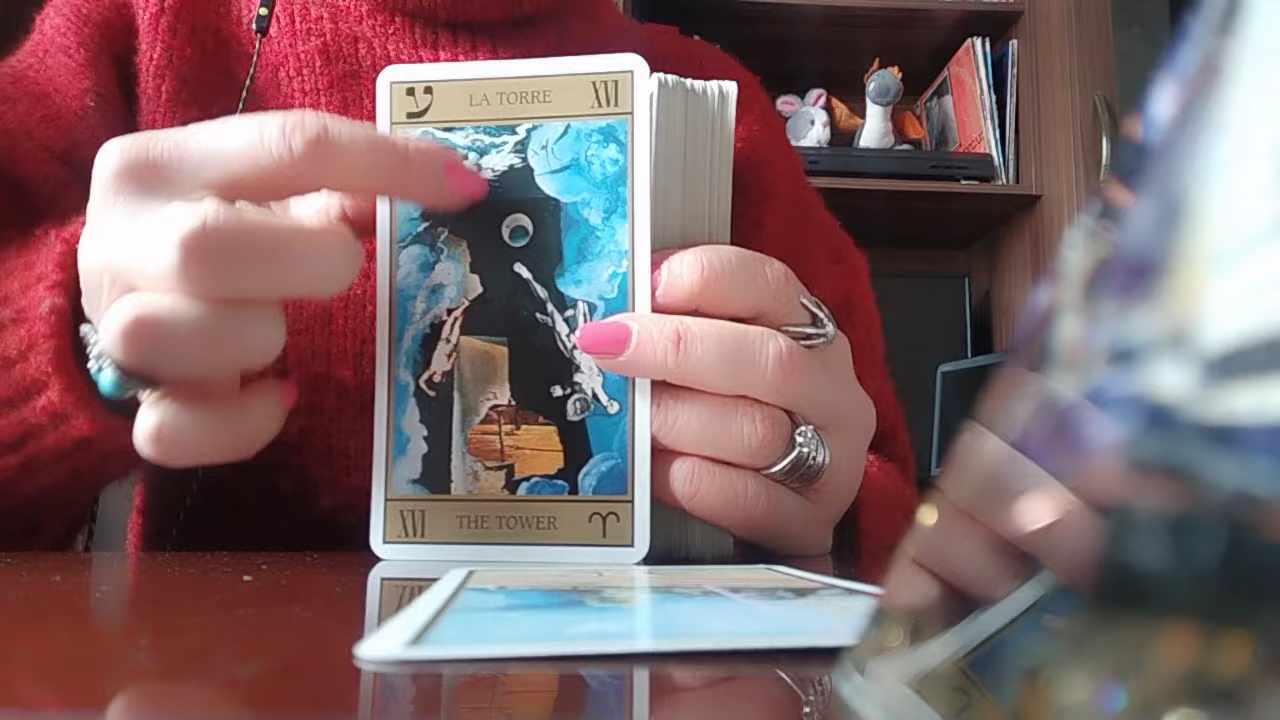 ע LA TORRE XVI
XVI THE TOWER ♈